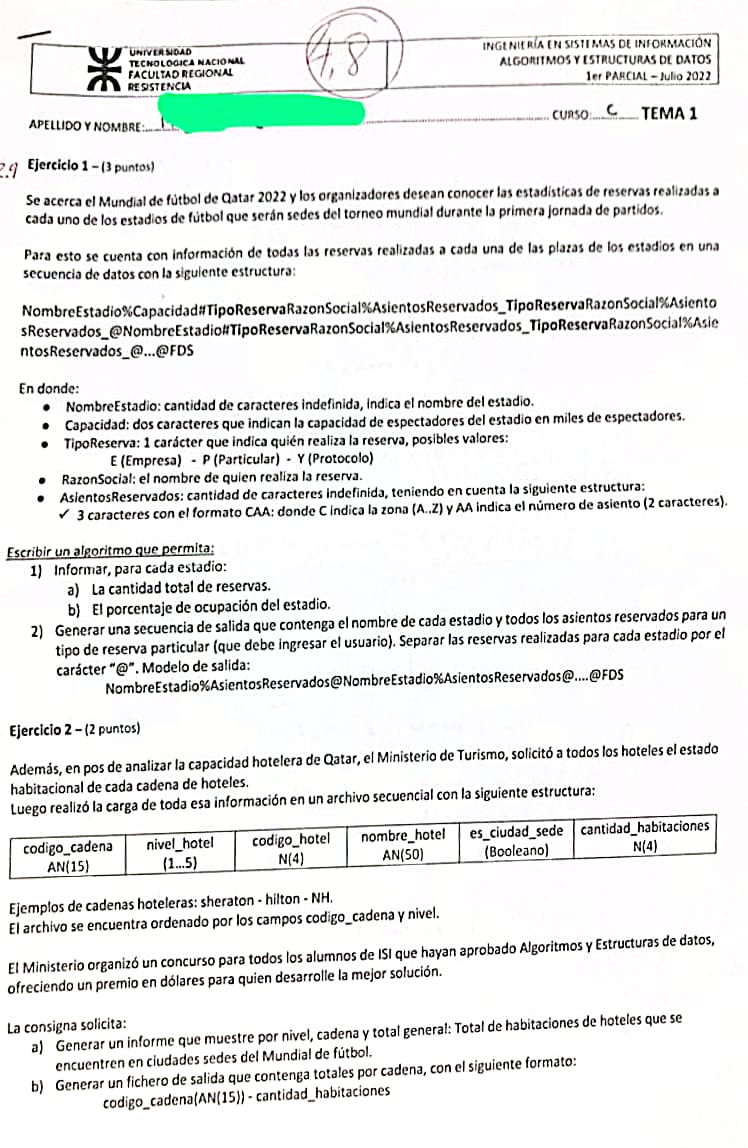 UNIVERSIDAD
TECNOLOGICA NACIONAL
FACULTAD REGIONAL
RESISTENCIA
4,8
INGENIERÍA EN SISTEMAS DE INFORMACIÓN
ALGORITMOS Y ESTRUCTURAS DE DATOS
1er PARCIAL – Julio 2022
APELLIDO Y NOMBRE:
CURSO: C TEMA 1
2.9 Ejercicio 1 – (3 puntos)
Se acerca el Mundial de fútbol de Qatar 2022 y los organizadores desean conocer las estadísticas de reservas realizadas a
cada uno de los estadios de fútbol que serán sedes del torneo mundial durante la primera jornada de partidos.
Para esto se cuenta con información de todas las reservas realizadas a cada una de las plazas de los estadios en una
secuencia de datos con la siguiente estructura:
NombreEstadio%Capacidad#TipoReservaRazonSocial%AsientosReservados_TipoReservaRazonSocial%Asiento
sReservados_@NombreEstadio#TipoReservaRazonSocial%AsientosReservados_TipoReservaRazonSocial%Asie
ntosReservados_@...@FDS
En donde:
• NombreEstadio: cantidad de caracteres indefinida, indica el nombre del estadio.
• Capacidad: dos caracteres que indican la capacidad de espectadores del estadio en miles de espectadores.
• TipoReserva: 1 carácter que indica quién realiza la reserva, posibles valores:
E (Empresa) - P (Particular) - Y (Protocolo)
• RazonSocial: el nombre de quien realiza la reserva.
• AsientosReservados: cantidad de caracteres indefinida, teniendo en cuenta la siguiente estructura:
✓ 3 caracteres con el formato CAA: donde C indica la zona (A..Z) y AA indica el número de asiento (2 caracteres).
Escribir un algoritmo que permita:
1) Informar, para cada estadio:
a) La cantidad total de reservas.
b) El porcentaje de ocupación del estadio.
2) Generar una secuencia de salida que contenga el nombre de cada estadio y todos los asientos reservados para un
tipo de reserva particular (que debe ingresar el usuario). Separar las reservas realizadas para cada estadio por el
carácter "@". Modelo de salida:
NombreEstadio%AsientosReservados@NombreEstadio%AsientosReservados@....@FDS
Ejercicio 2 – (2 puntos)
Además, en pos de analizar la capacidad hotelera de Qatar, el Ministerio de Turismo, solicitó a todos los hoteles el estado
habitacional de cada cadena de hoteles.
Luego realizó la carga de toda esa información en un archivo secuencial con la siguiente estructura:
codigo_cadena nivel_hotel codigo_hotel nombre_hotel es_ciudad_sede cantidad_habitaciones
AN(15) (1...5) N(4) AN(50) (Booleano) N(4)
Ejemplos de cadenas hoteleras: sheraton - hilton - NH.
El archivo se encuentra ordenado por los campos codigo_cadena y nivel.
El Ministerio organizó un concurso para todos los alumnos de ISI que hayan aprobado Algoritmos y Estructuras de datos,
ofreciendo un premio en dólares para quien desarrolle la mejor solución.
La consigna solicita:
a) Generar un informe que muestre por nivel, cadena y total general: Total de habitaciones de hoteles que se
encuentren en ciudades sedes del Mundial de fútbol.
b) Generar un fichero de salida que contenga totales por cadena, con el siguiente formato:
codigo_cadena(AN(15)) - cantidad_habitaciones